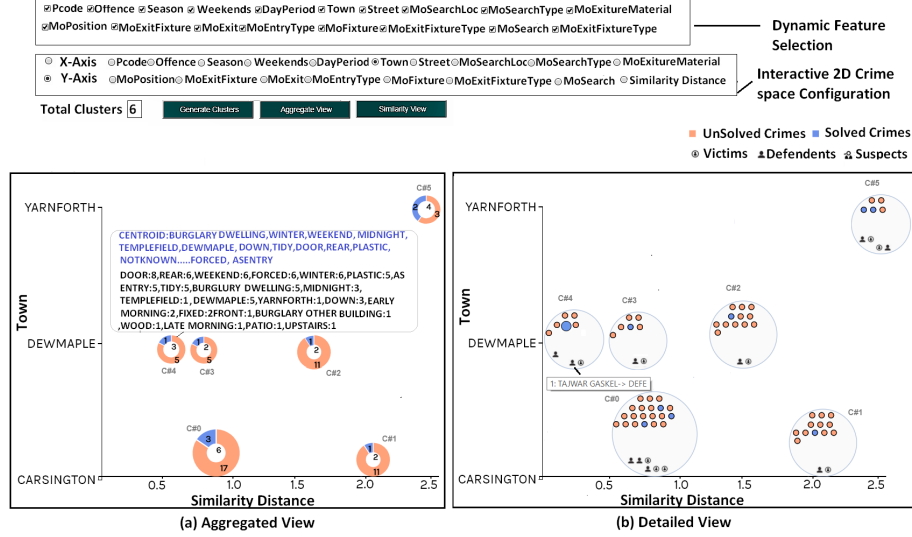 Pcode Offence Season Weekends DayPeriod Town Street MoSearchLoc MoSearchType MoExitureMaterial
MoPosition MoExitFixture MoExit MoEntryType MoFixture MoExitFixtureType MoSearch MoExitFixtureType
Dynamic Feature
Selection
X-Axis Pcode Offence Season Weekends DayPeriod Town Street MoSearchLoc MoSearchType MoExitureMaterial
Y-Axis MoPosition MoExitFixture MoExit MoEntryType MoFixture MoExitFixtureType MoSearch Similarity Distance
Interactive 2D Crime
space Configuration
Total Clusters 6 Generate Clusters Aggregate View Similarity View
UnSolved Crimes Solved Crimes
Victims Defendents Suspects
C#5
YARNFORTH
2 4 3
CENTROID:BURGLARY DWELLING,WINTER,WEEKEND, MIDNIGHT,
TEMPLEFIELD,DEWMAPLE, DOWN,TIDY,DOOR,REAR,PLASTIC,
NOTKNOWN.....FORCED, ASENTRY
DOOR:8,REAR:6,WEEKEND:6,FORCED:6,WINTER:6,PLASTIC:5,AS
ENTRY:5,TIDY:5,BURGLURY DWELLING:5,MIDNIGHT:3,
TEMPLEFIELD:1,DEWMAPLE:5,YARNFORTH:1,DOWN:3,EARLY
MORNING:2,FIXED:2FRONT:1,BURGLARY OTHER BUILDING:1
,WOOD:1,LATE MORNING:1,PATIO:1,UPSTAIRS:1
Town
DEWMAPLE
1 3 5
C#4
1 2 5
C#3
1 2 11
C#2
3 6 17
C#0
1 2 11
C#1
CARSINGTON
0.5 1.0 1.5 2.0 2.5
Similarity Distance
(a) Aggregated View
C#5
YARNFORTH
C#4 C#3 C#2
Town
DEWMAPLE
1: TAJWAR GASKEL-> DEFE
C#0 C#1
CARSINGTON
0.5 1.0 1.5 2.0 2.5
Similarity Distance
(b) Detailed View